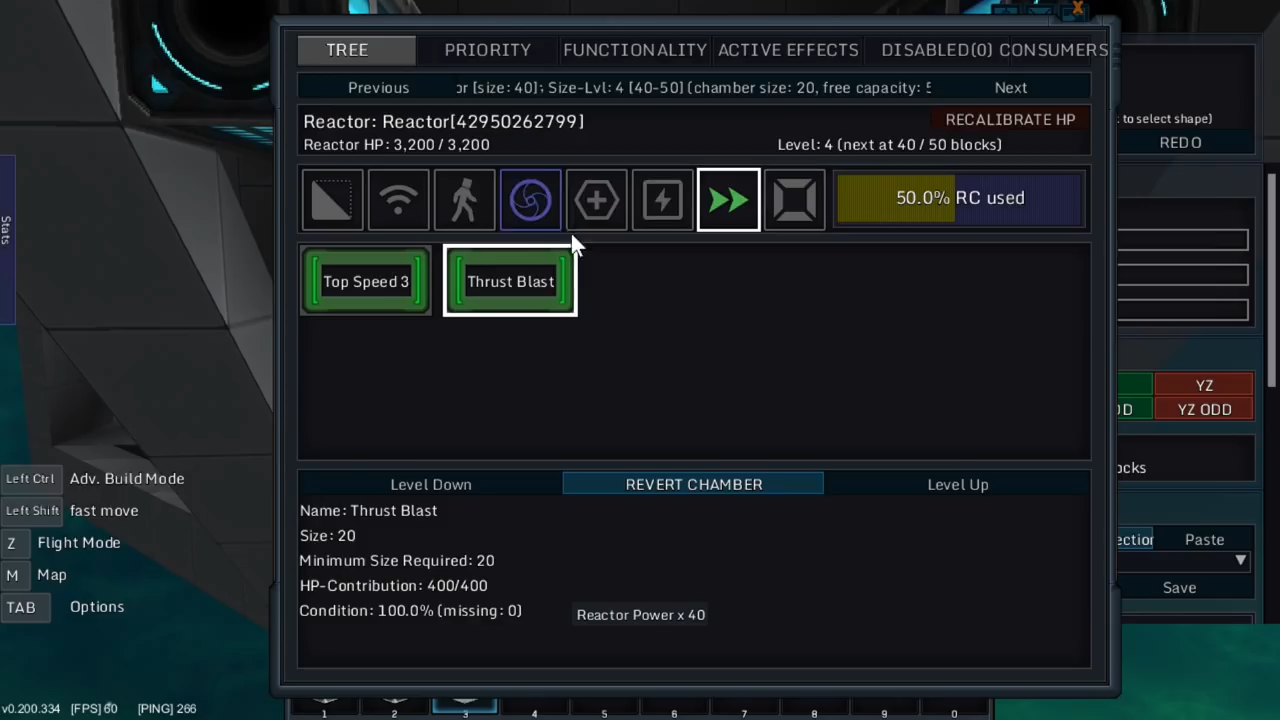 TREE PRIORITY FUNCTIONALITY ACTIVE EFFECTS DISABLED(0) CONSUMERS
Previous or [size: 40]; Size-Lvl: 4 [40-50] (chamber size: 20, free capacity: 5 Next
Reactor: Reactor[42950262799] RECALIBRATE HP
Reactor HP: 3,200 / 3,200 Level: 4 (next at 40 / 50 blocks)
50.0% RC used
Top Speed 3 Thrust Blast
Level Down REVERT CHAMBER Level Up
Name: Thrust Blast
Size: 20
Minimum Size Required: 20
HP-Contribution: 400/400
Condition: 100.0% (missing: 0)
Reactor Power x 40
Stats
Left Ctrl Adv. Build Mode
Left Shift fast move
Z Flight Mode
M Map
TAB Options
v0.200.334 [FPS] 60 [PING] 266
1 2 3 4 5 6 7 8 9 0
to select shape)
REDO
YZ
DD YZ ODD
ocks
ection Paste
Save